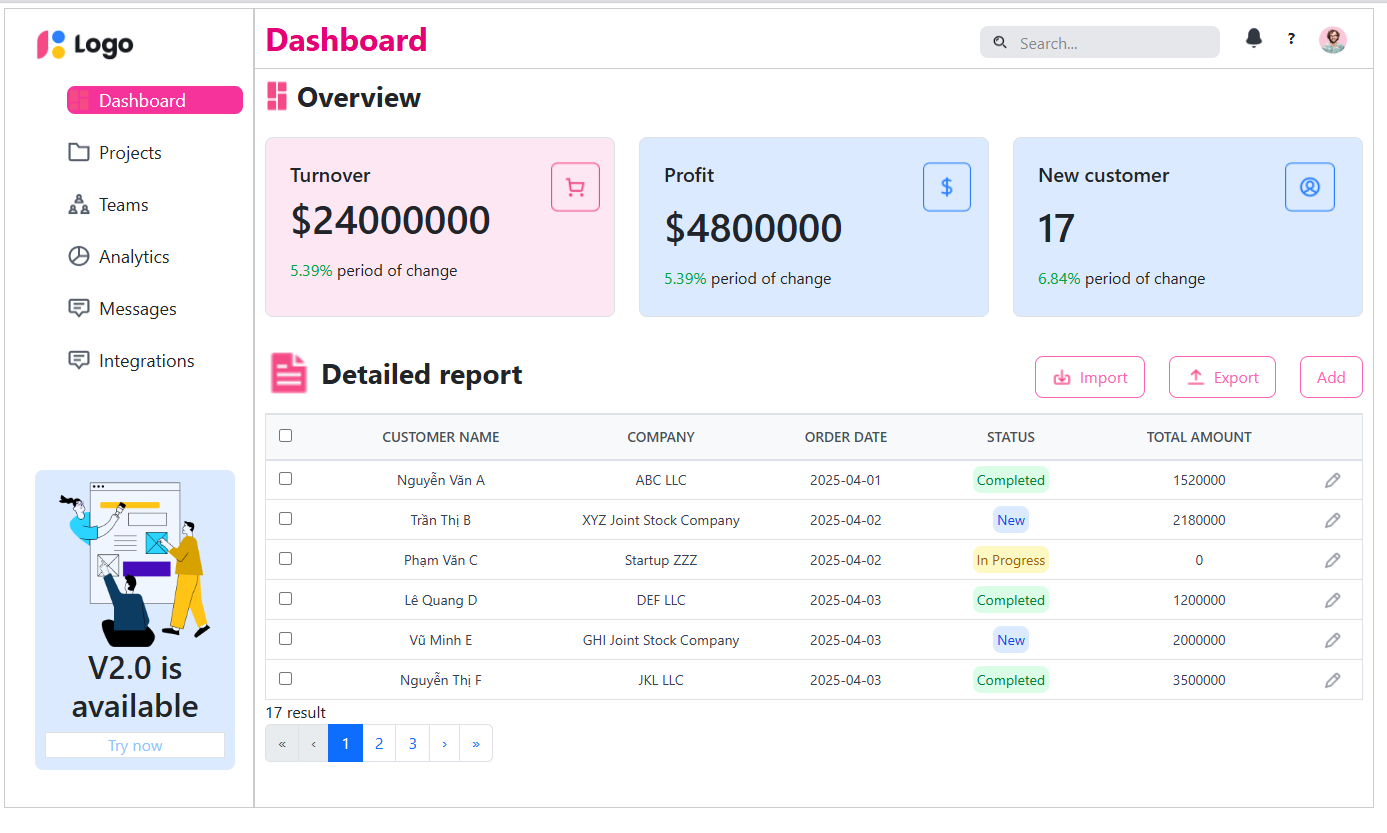 Logo
Dashboard
Projects
Teams
Analytics
Messages
Integrations
V2.0 is
available
Try now
Dashboard
Search...
?
Overview
Turnover
$24000000
5.39% period of change
Profit
$
$4800000
5.39% period of change
New customer
17
6.84% period of change
Detailed report
Import
Export
Add
CUSTOMER NAME COMPANY ORDER DATE STATUS TOTAL AMOUNT
Nguyễn Văn A ABC LLC 2025-04-01 Completed 1520000
Trần Thị B XYZ Joint Stock Company 2025-04-02 New 2180000
Phạm Văn C Startup ZZZ 2025-04-02 In Progress 0
Lê Quang D DEF LLC 2025-04-03 Completed 1200000
Vũ Minh E GHI Joint Stock Company 2025-04-03 New 2000000
Nguyễn Thị F JKL LLC 2025-04-03 Completed 3500000
17 result
« ‹ 1 2 3 › »